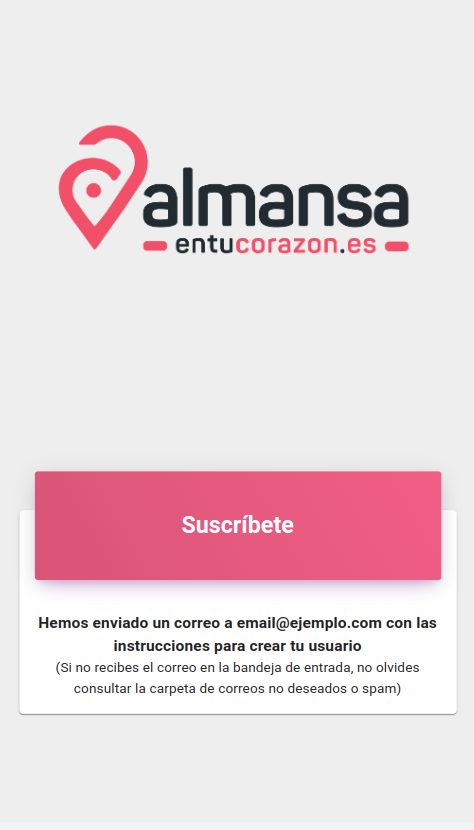 almansa
entucorazon.es
Suscríbete
Hemos enviado un correo a email@ejemplo.com con las
instrucciones para crear tu usuario
(Si no recibes el correo en la bandeja de entrada, no olvides
consultar la carpeta de correos no deseados o spam)